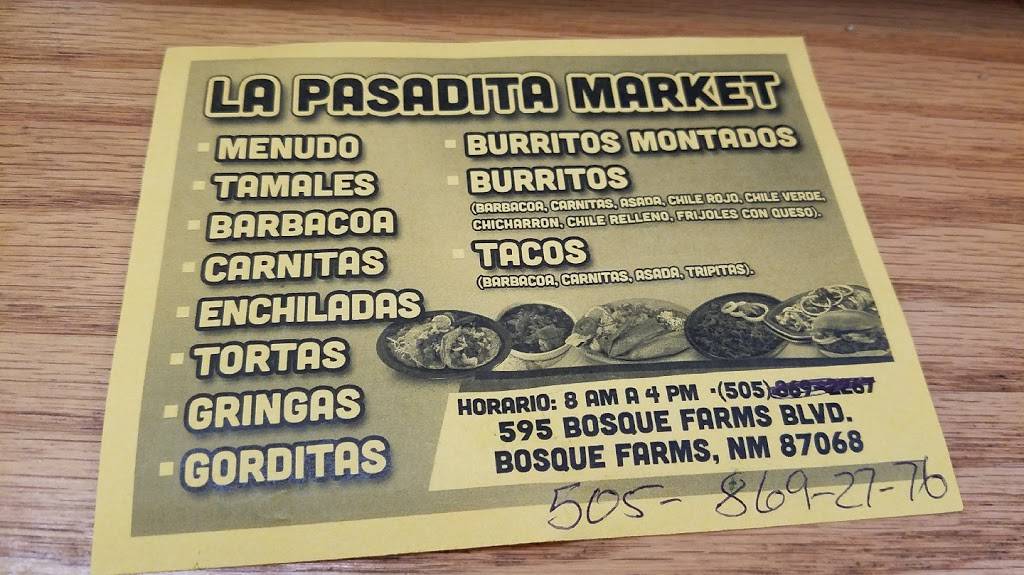 LA PASADITA MARKET
· MENUDO
· TAMALES
· BARBACOA
· CARNITAS
· ENCHILADAS
· TORTAS
· GRINGAS
· GORDITAS
· BURRITOS MONTADOS
· BURRITOS
(BARBACOA, CARNITAS, ASADA, CHILE ROJO, CHILE VERDE,
CHICHARRON, CHILE RELLENO, FRIJOLES CON QUESO).
· TACOS
(BARBACOA, CARNITAS, ASADA, TRIPITAS).
HORARIO: 8 AM A 4 PM ·(505) 869-2267
595 BOSQUE FARMS BLVD.
BOSQUE FARMS, NM 87068
505- 869-27-76